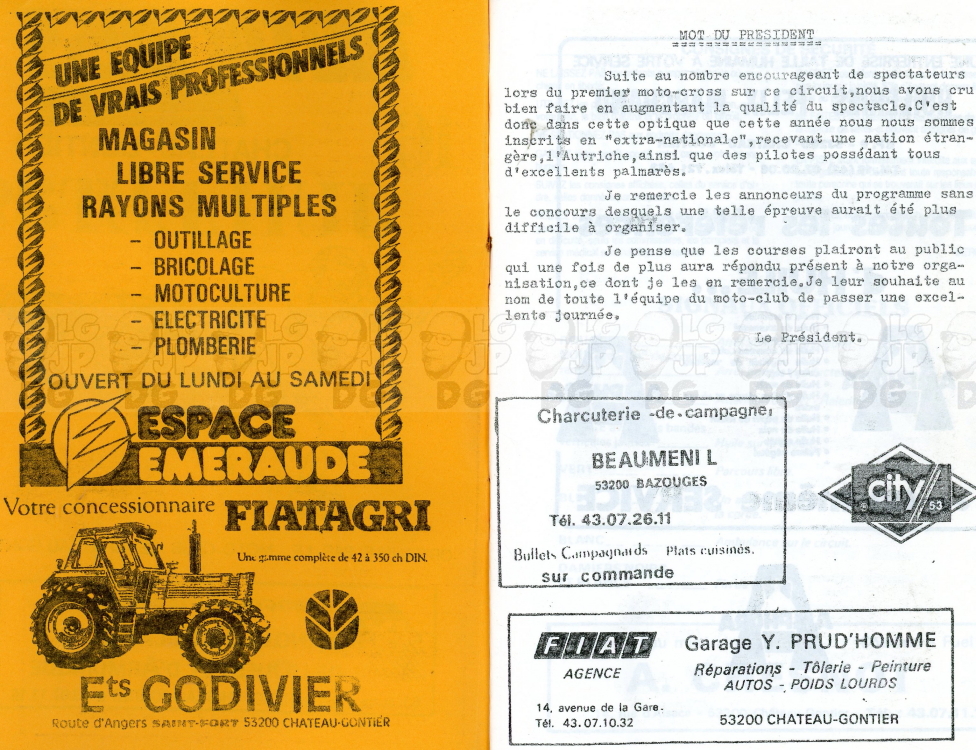 UNE EQUIPE
DE VRAIS PROFESSIONNELS
MAGASIN
LIBRE SERVICE
RAYONS MULTIPLES
- OUTILLAGE
- BRICOLAGE
- MOTOCULTURE
- ELECTRICITE
- PLOMBERIE
OUVERT DU LUNDI AU SAMEDI
ESPACE
EMERAUDE
Votre concessionnaire FIATAGRI
Une gamme complète de 42 à 350 ch DIN.
Ets GODIVIER
Route d'Angers SAINT-FORT 53200 CHATEAU-GONTIER
MOT DU PRESIDENT
Suite au nombre encourageant de spectateurs
lors du premier moto-cross sur ce circuit,nous avons cru
bien faire en augmentant la qualité du spectacle.C'est
donc dans cette optique que cette année nous nous sommes
inscrits en "extra-nationale",recevant une nation étran-
gère,l'Autriche,ainsi que des pilotes possédant tous
d'excellents palmarès.
Je remercie les annonceurs du programme sans
le concours desquels une telle épreuve aurait été plus
difficile à organiser.
Je pense que les courses plairont au public
qui une fois de plus aura répondu présent à notre orga-
nisation,ce dont je les en remercie.Je leur souhaite au
nom de toute l'équipe du moto-club de passer une excel-
lente journée.
Le Président.
Charcuterie -de-campagne
BEAUMENI L
53200 BAZOUGES
Tél. 43.07.26.11
Buffets Campagnards Plats cuisinés.
sur commande
city
53
FIAT
AGENCE
Garage Y. PRUD'HOMME
Réparations - Tôlerie - Peinture
AUTOS - POIDS LOURDS
14, avenue de la Gare.
Tél. 43.07.10.32
53200 CHATEAU-GONTIER
LG
JP
DG